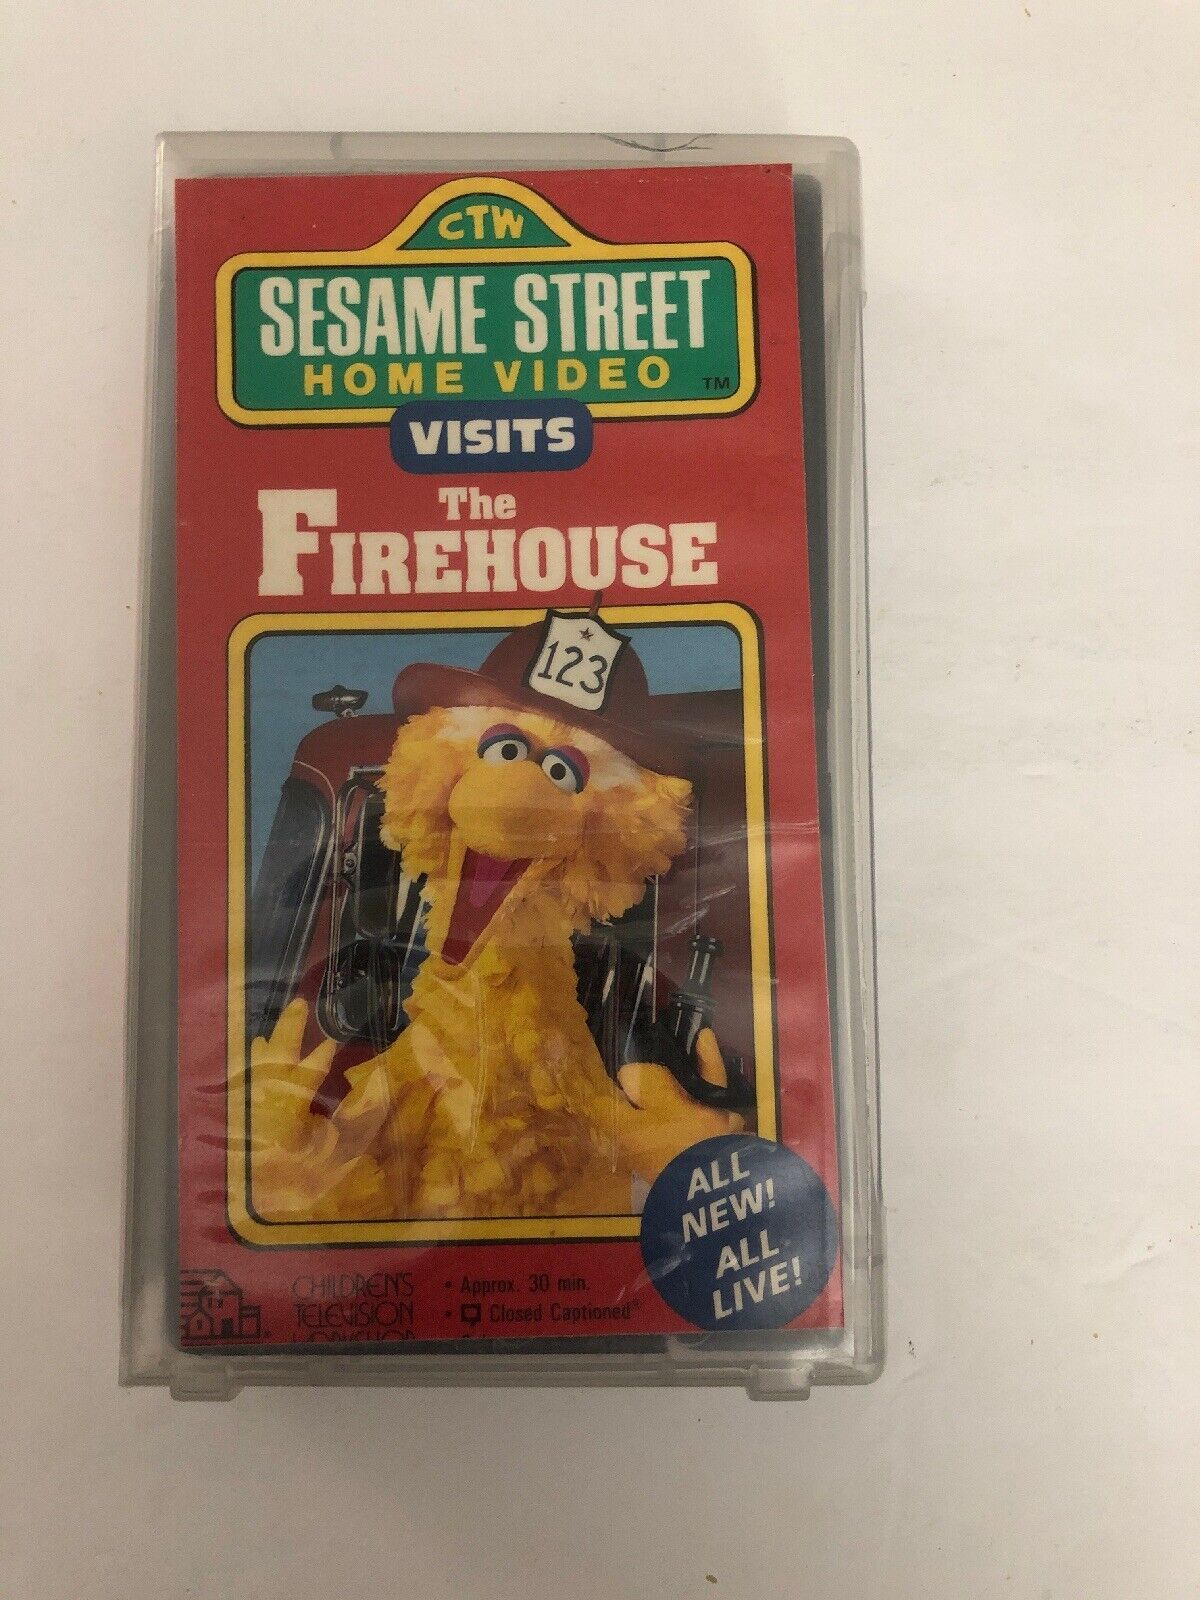 CTW
SESAME STREET
HOME VIDEO TM
VISITS
The
FIREHOUSE
123
ALL
NEW!
ALL
LIVE!
CHILDREN'S
TELEVISION
WORKSHOP
• Approx. 30 min.
• Closed Captioned®